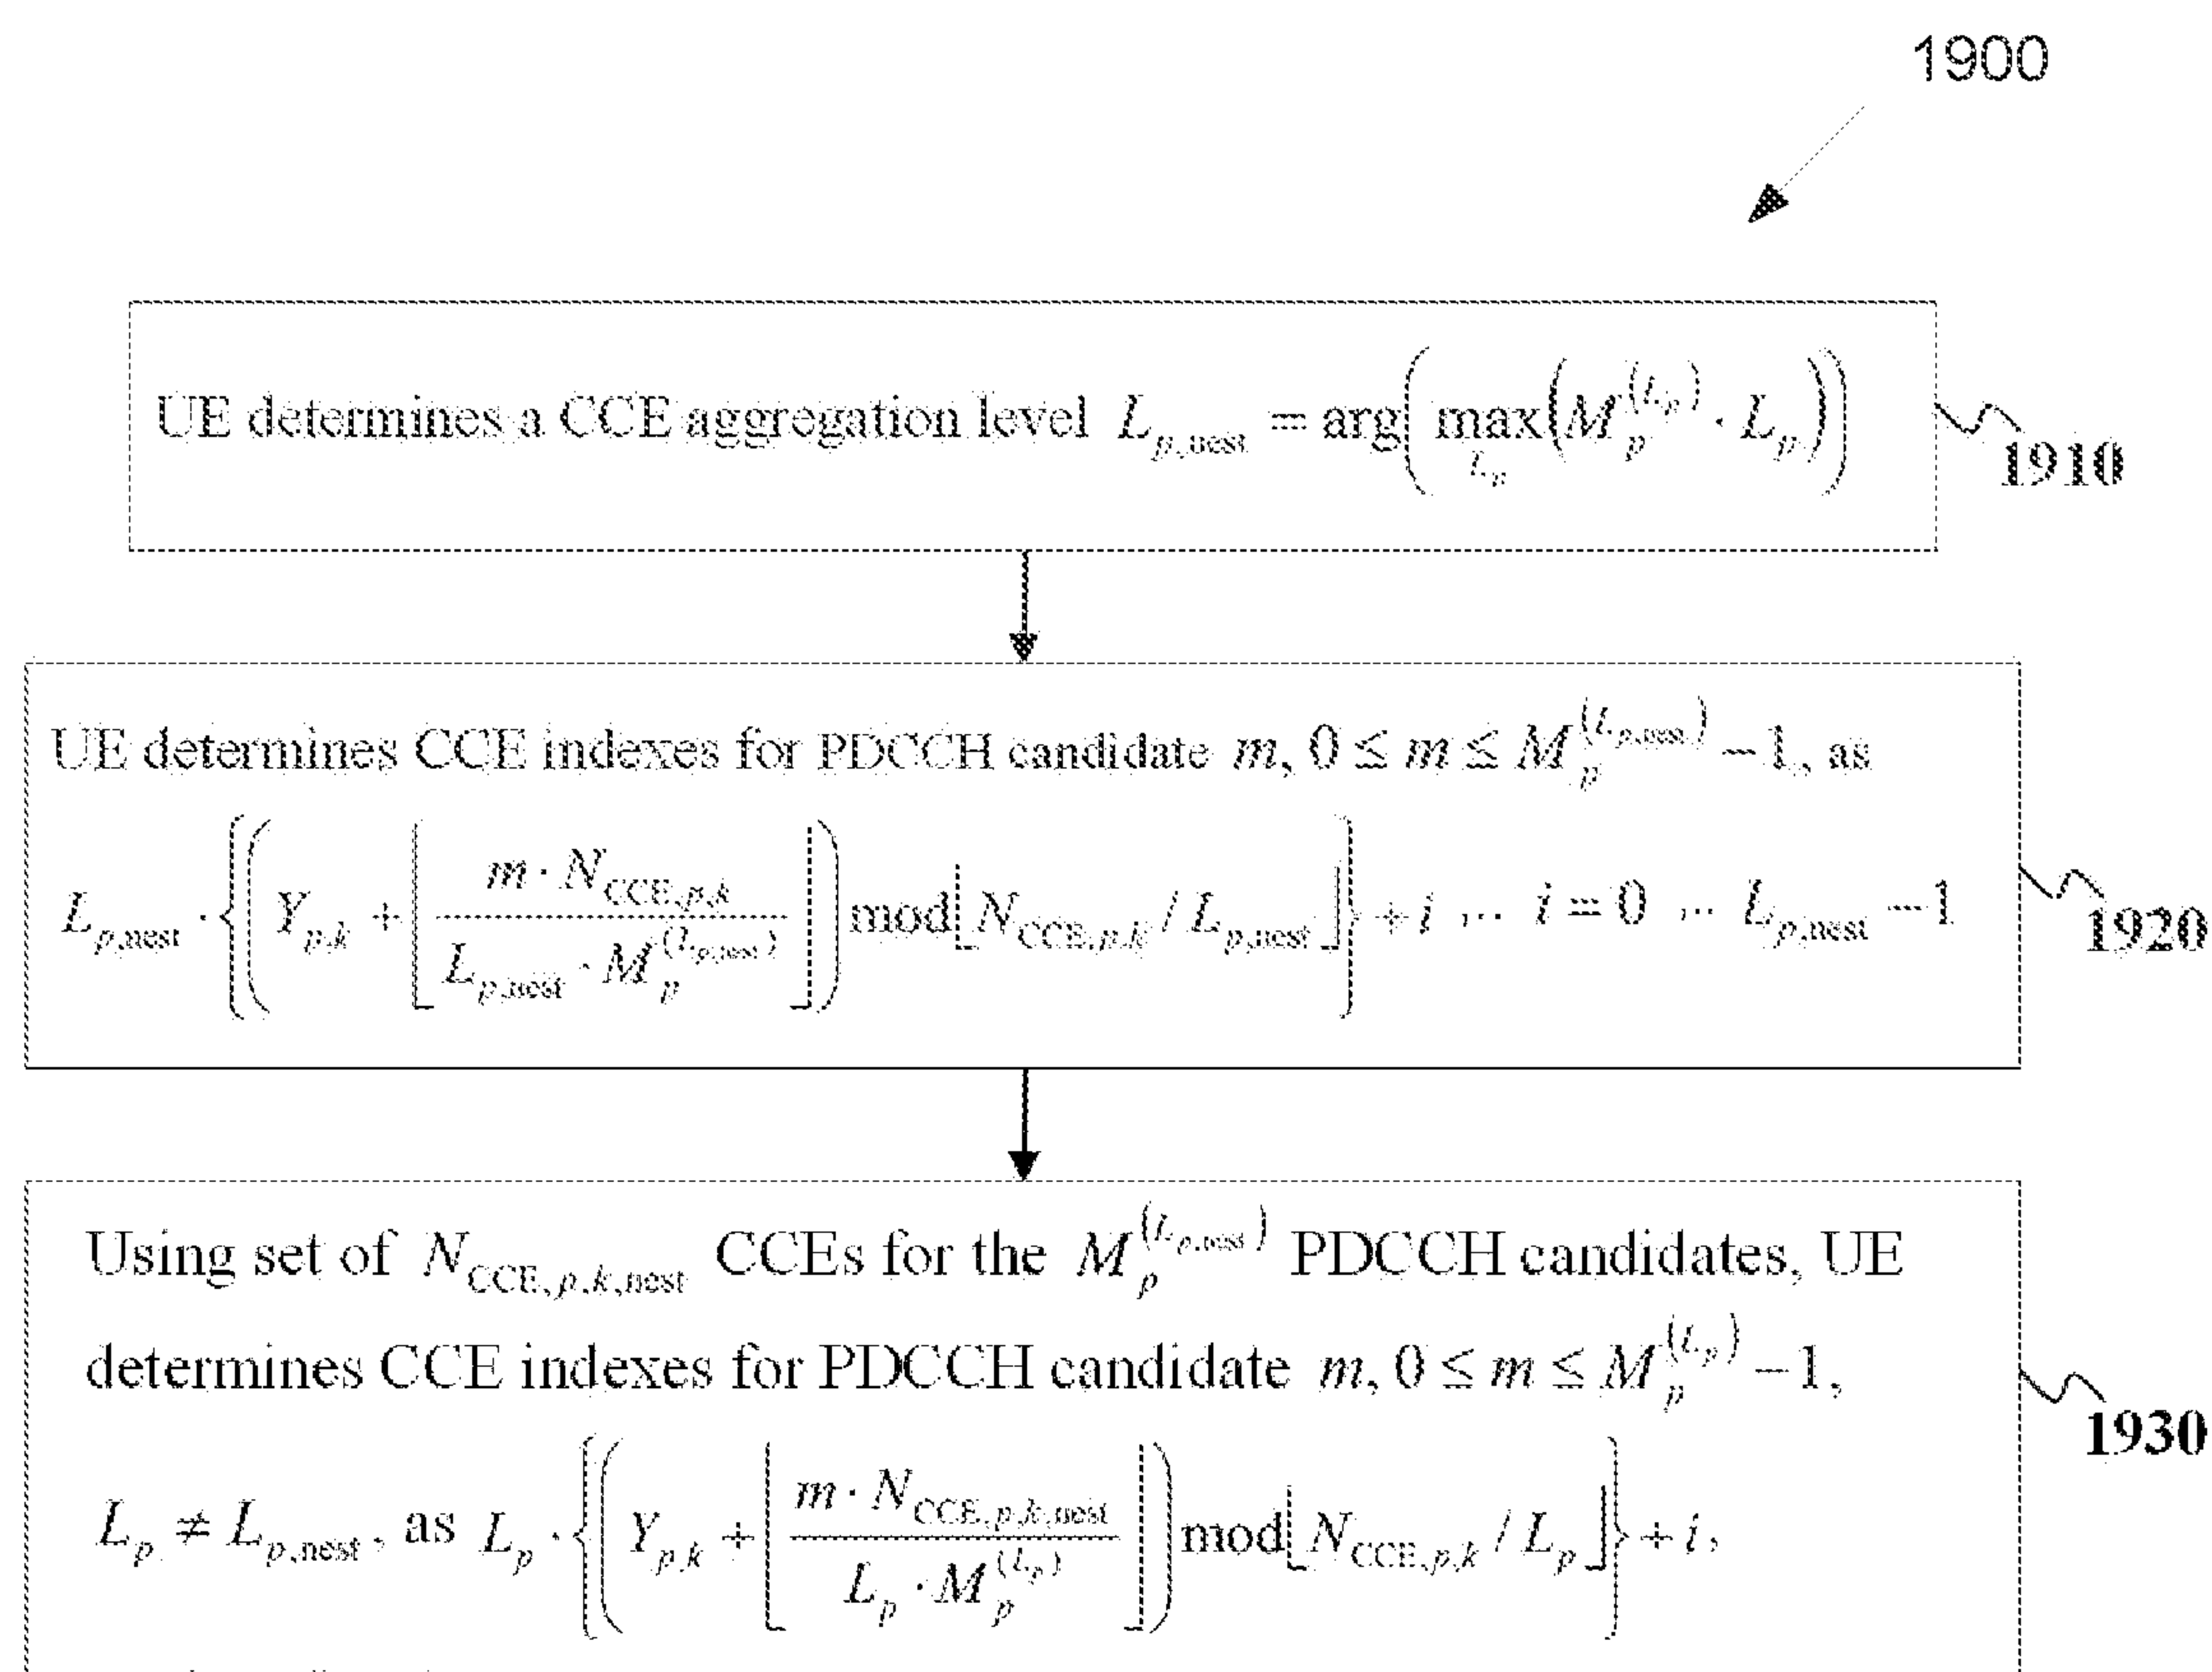 1900
UE determines a CCE aggregation level L_{p,nest} = arg( max_{L_p} ( M_p^{(L_p)} · L_p ) )
1910
UE determines CCE indexes for PDCCH candidate m, 0 ≤ m ≤ M_p^{(L_{p,nest})} − 1, as
L_{p,nest} · { ( Y_{p,k} + ⌊ m · N_{CCE,p,k} / L_{p,nest} · M_p^{(L_{p,nest})} ⌋ ) mod ⌊ N_{CCE,p,k} / L_{p,nest} ⌋ } + i ,.. i = 0 ,.. L_{p,nest} − 1
1920
Using set of N_{CCE,p,k,nest} CCEs for the M_p^{(L_{p,nest})} PDCCH candidates, UE
determines CCE indexes for PDCCH candidate m, 0 ≤ m ≤ M_p^{(L_p)} − 1,
1930
L_p ≠ L_{p,nest}, as L_p · { ( Y_{p,k} + ⌊ m · N_{CCE,p,k,nest} / L_p · M_p^{(L_p)} ⌋ ) mod ⌊ N_{CCE,p,k} / L_p ⌋ } + i,